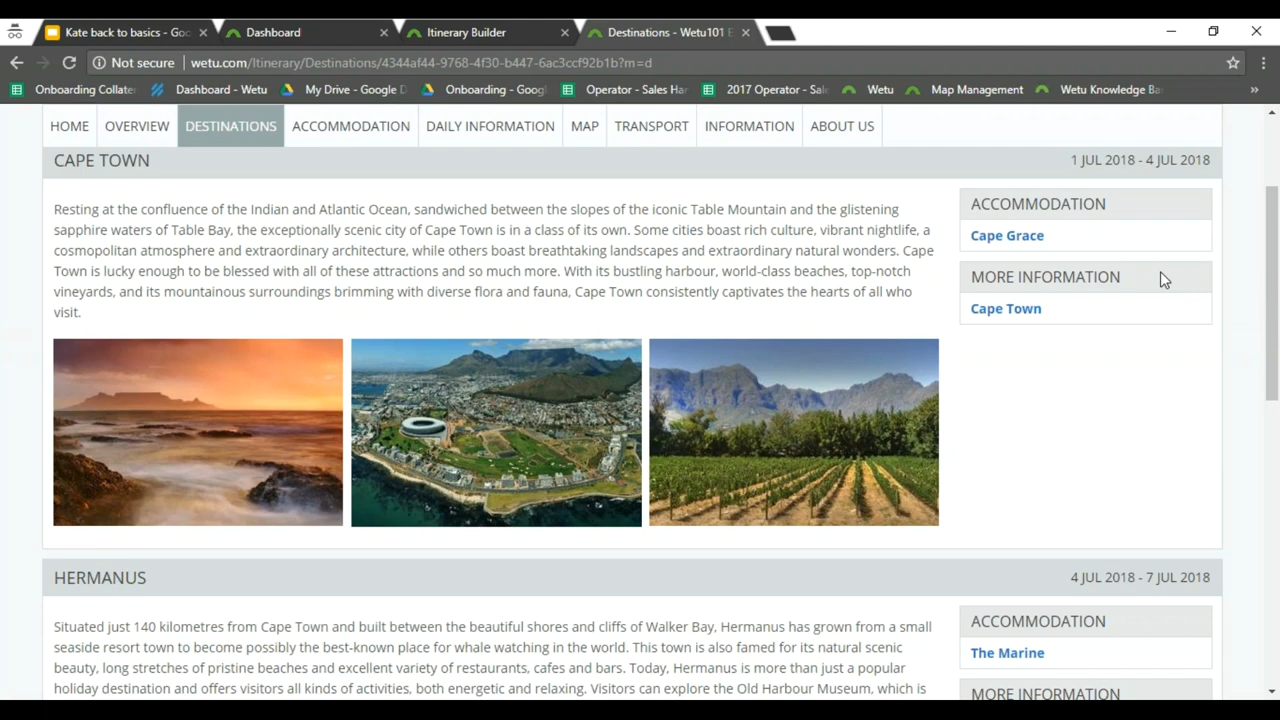 Kate back to basics - Goo
Dashboard
Itinerary Builder
Destinations - Wetu101 E
Not secure | wetu.com/Itinerary/Destinations/4344af44-9768-4f30-b447-6ac3ccf92b1b?m=d
Onboarding Collate Dashboard - Wetu My Drive - Google D Onboarding - Goog Operator - Sales Har 2017 Operator - Sale Wetu Map Management Wetu Knowledge Ba »
HOME OVERVIEW DESTINATIONS ACCOMMODATION DAILY INFORMATION MAP TRANSPORT INFORMATION ABOUT US
CAPE TOWN 1 JUL 2018 - 4 JUL 2018
Resting at the confluence of the Indian and Atlantic Ocean, sandwiched between the slopes of the iconic Table Mountain and the glistening
sapphire waters of Table Bay, the exceptionally scenic city of Cape Town is in a class of its own. Some cities boast rich culture, vibrant nightlife, a
cosmopolitan atmosphere and extraordinary architecture, while others boast breathtaking landscapes and extraordinary natural wonders. Cape
Town is lucky enough to be blessed with all of these attractions and so much more. With its bustling harbour, world-class beaches, top-notch
vineyards, and its mountainous surroundings brimming with diverse flora and fauna, Cape Town consistently captivates the hearts of all who
visit.
ACCOMMODATION
Cape Grace
MORE INFORMATION
Cape Town
HERMANUS 4 JUL 2018 - 7 JUL 2018
Situated just 140 kilometres from Cape Town and built between the beautiful shores and cliffs of Walker Bay, Hermanus has grown from a small
seaside resort town to become possibly the best-known place for whale watching in the world. This town is also famed for its natural scenic
beauty, long stretches of pristine beaches and excellent variety of restaurants, cafes and bars. Today, Hermanus is more than just a popular
holiday destination and offers visitors all kinds of activities, both energetic and relaxing. Visitors can explore the Old Harbour Museum, which is
ACCOMMODATION
The Marine
MORE INFORMATION